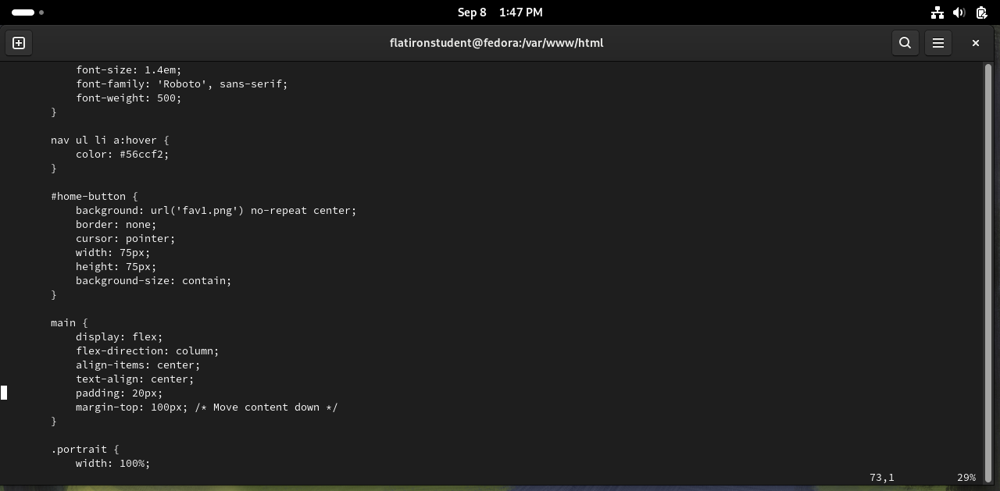 Sep 8 1:47 PM
flatironstudent@fedora:/var/www/html
        font-size: 1.4em;
        font-family: 'Roboto', sans-serif;
        font-weight: 500;
    }

    nav ul li a:hover {
        color: #56ccf2;
    }

    #home-button {
        background: url('fav1.png') no-repeat center;
        border: none;
        cursor: pointer;
        width: 75px;
        height: 75px;
        background-size: contain;
    }

    main {
        display: flex;
        flex-direction: column;
        align-items: center;
        text-align: center;
        padding: 20px;
        margin-top: 100px; /* Move content down */
    }

    .portrait {
        width: 100%;
73,1 29%